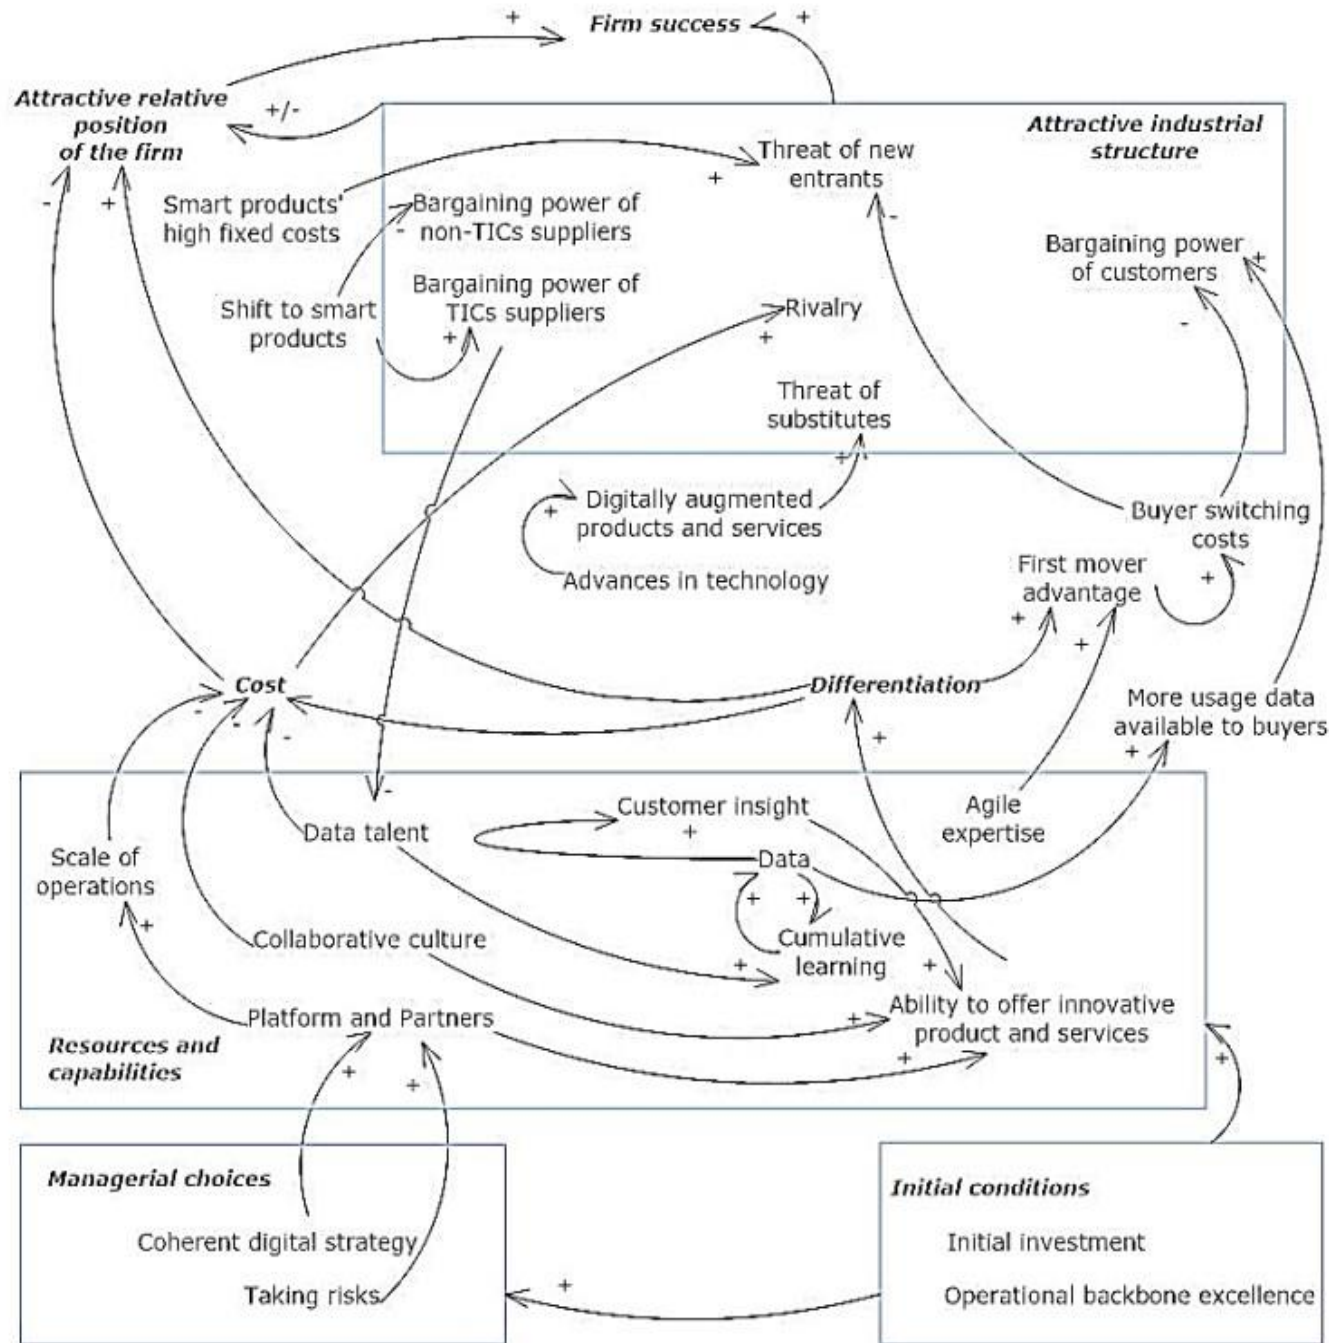 +
Firm success
+
Attractive relative
position
of the firm
+/-
Attractive industrial
structure
Threat of new
entrants
+
-
Smart products'
high fixed costs
Bargaining power of
non-TICs suppliers
-
Bargaining power
of customers
+
-
-
+
Bargaining power of
TICs suppliers
+
Shift to smart
products
Rivalry
+
Threat of
substitutes
+
Digitally augmented
products and services
+
Advances in technology
Buyer switching
costs
+
First mover
advantage
+
+
Cost
-
-
-
Differentiation
+
More usage data
available to buyers
+
-
Customer insight
+
Agile
expertise
Data talent
Data
+
+
Scale of
operations
+
Collaborative culture
Cumulative
learning
+
+
Ability to offer innovative
product and services
+
+
Platform and Partners
+
+
Resources and
capabilities
+
Managerial choices
Coherent digital strategy
Taking risks
+
Initial conditions
Initial investment
Operational backbone excellence